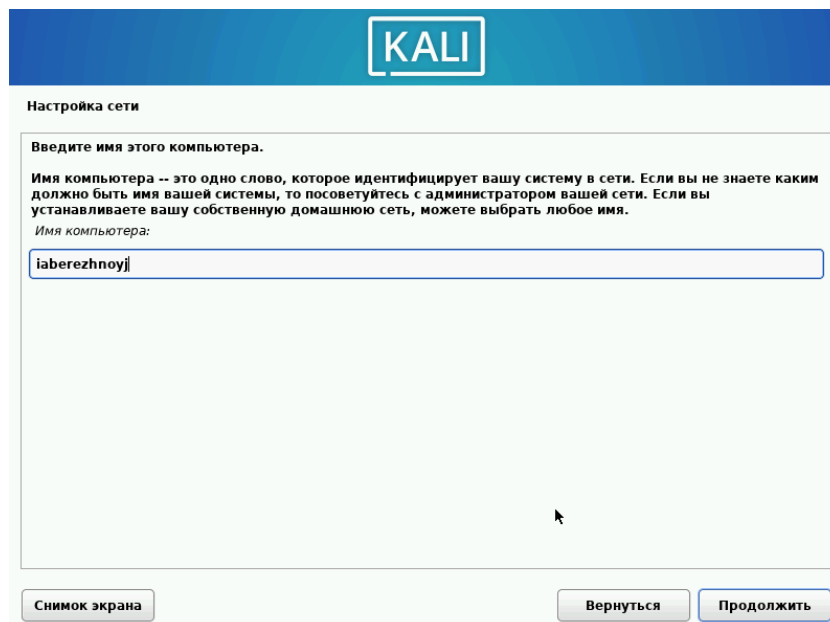 KALI
Настройка сети
Введите имя этого компьютера.
Имя компьютера -- это одно слово, которое идентифицирует вашу систему в сети. Если вы не знаете каким
должно быть имя вашей системы, то посоветуйтесь с администратором вашей сети. Если вы
устанавливаете вашу собственную домашнюю сеть, можете выбрать любое имя.
Имя компьютера:
iaberezhnoyj
Снимок экрана Вернуться Продолжить